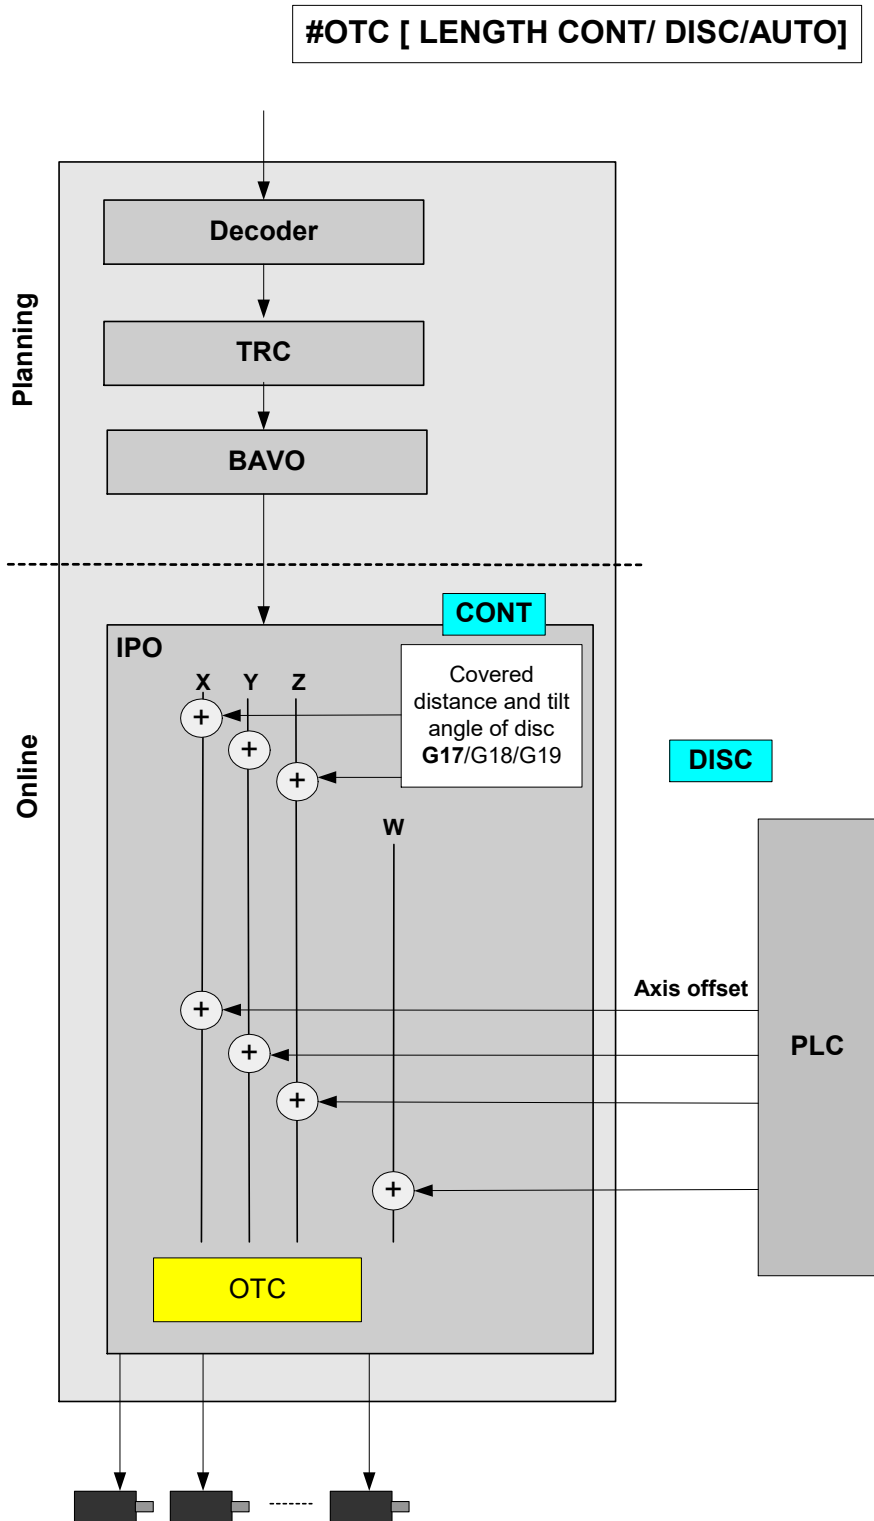 #OTC [ LENGTH CONT/ DISC/AUTO]
Planning
Decoder
TRC
BAVO
Online
CONT
IPO
X Y Z
Covered
distance and tilt
angle of disc
G17/G18/G19
+
+
+
DISC
W
Axis offset
+
+
+
+
PLC
OTC